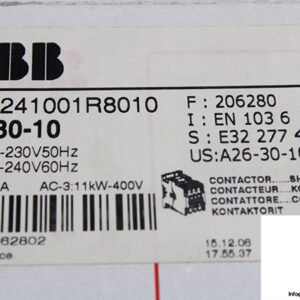 BB
241001R8010
30-10
-230V50Hz
-240V60Hz
A AC-3:11kW-400V
62802
F : 206280
I : EN 103 6
S : E32 277 4
US:A26-30-10
CONTACTOR
CONTACTEUR
CONTATTORE
KONTAKTORIT
15.12.06
17.55.37